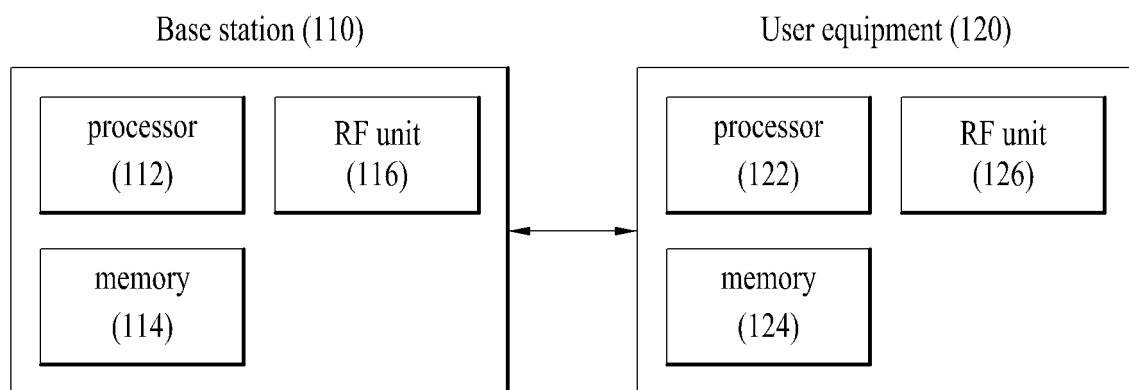 Base station (110)
User equipment (120)
processor
(112)
RF unit
(116)
processor
(122)
RF unit
(126)
memory
(114)
memory
(124)